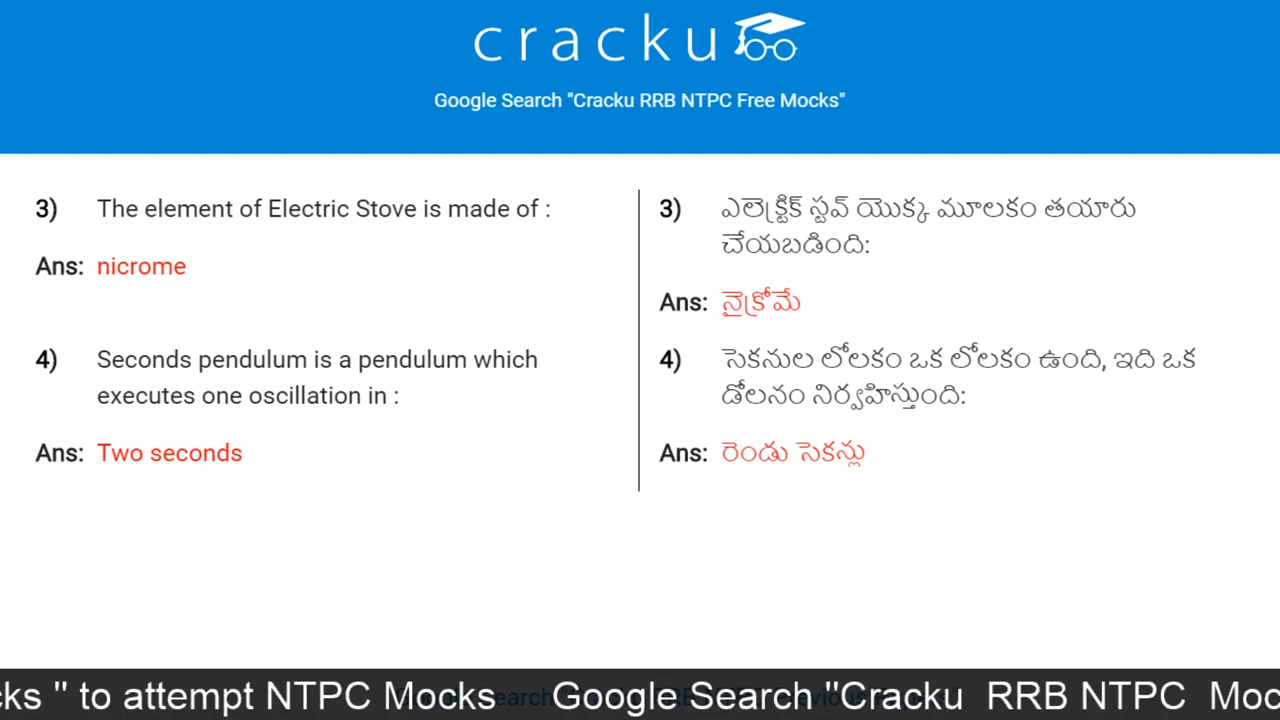 cracku
Google Search "Cracku RRB NTPC Free Mocks"
3) The element of Electric Stove is made of :
Ans: nicrome
4) Seconds pendulum is a pendulum which
executes one oscillation in :
Ans: Two seconds
3) ఎలెక్ట్రిక్ స్టవ్ యొక్క మూలకం తయారు
చేయబడింది:
Ans: నైక్రోమే
4) సెకనుల లోలకం ఒక లోలకం ఉంది, ఇది ఒక
డోలనం నిర్వహిస్తుంది:
Ans: రెండు సెకన్లు
cks " to attempt NTPC Mocks Google Search "Cracku RRB NTPC Moc